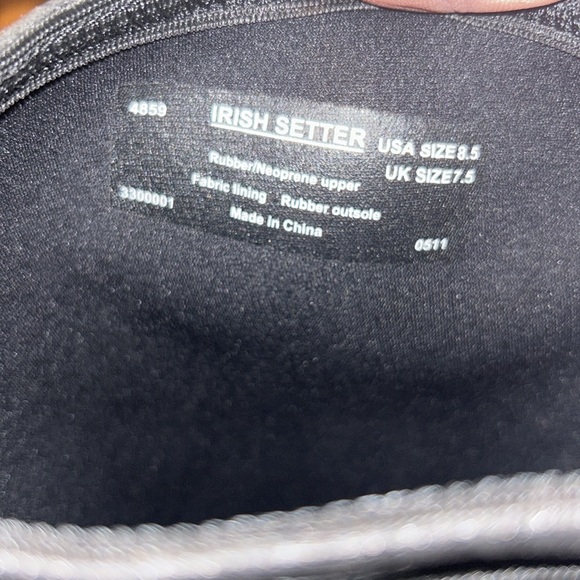 4859 IRISH SETTER USA SIZE 8.5
UK SIZE 7.5
Rubber/Neoprene upper
Fabric lining Rubber outsole
3300001 Made in China 0511